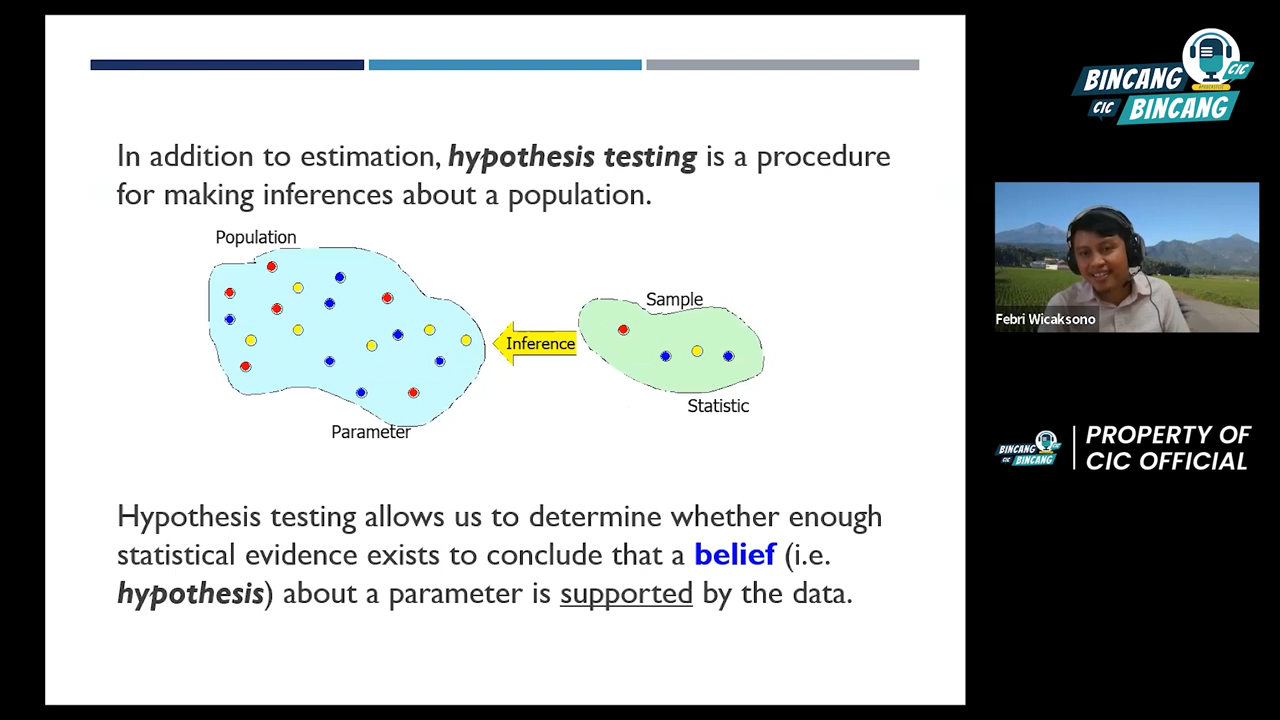 In addition to estimation, hypothesis testing is a procedure
for making inferences about a population.
Population
Sample
Inference
Statistic
Parameter
Hypothesis testing allows us to determine whether enough
statistical evidence exists to conclude that a belief (i.e.
hypothesis) about a parameter is supported by the data.
BINCANG
CIC
CIC BINCANG
Febri Wicaksono
BINCANG
CIC BINCANG
PROPERTY OF
CIC OFFICIAL